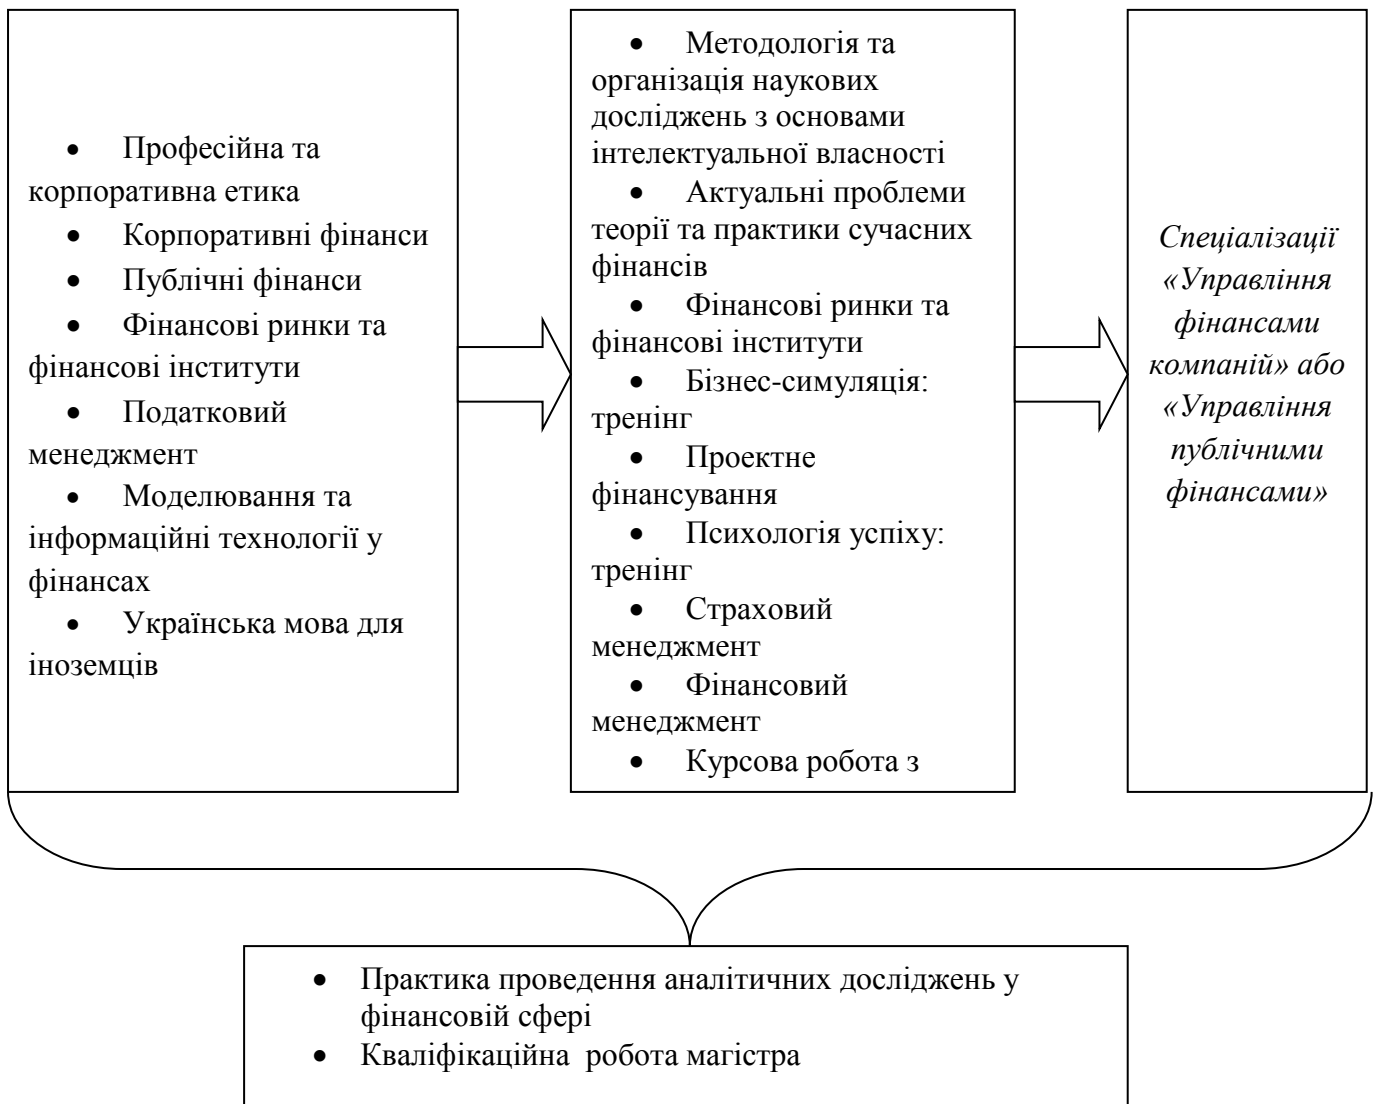 • Професійна та
корпоративна етика
• Корпоративні фінанси
• Публічні фінанси
• Фінансові ринки та
фінансові інститути
• Податковий
менеджмент
• Моделювання та
інформаційні технології у
фінансах
• Українська мова для
іноземців
• Методологія та
організація наукових
досліджень з основами
інтелектуальної власності
• Актуальні проблеми
теорії та практики сучасних
фінансів
• Фінансові ринки та
фінансові інститути
• Бізнес-симуляція:
тренінг
• Проектне
фінансування
• Психологія успіху:
тренінг
• Страховий
менеджмент
• Фінансовий
менеджмент
• Курсова робота з
Спеціалізації
«Управління
фінансами
компаній» або
«Управління
публічними
фінансами»
• Практика проведення аналітичних досліджень у
фінансовій сфері
• Кваліфікаційна робота магістра